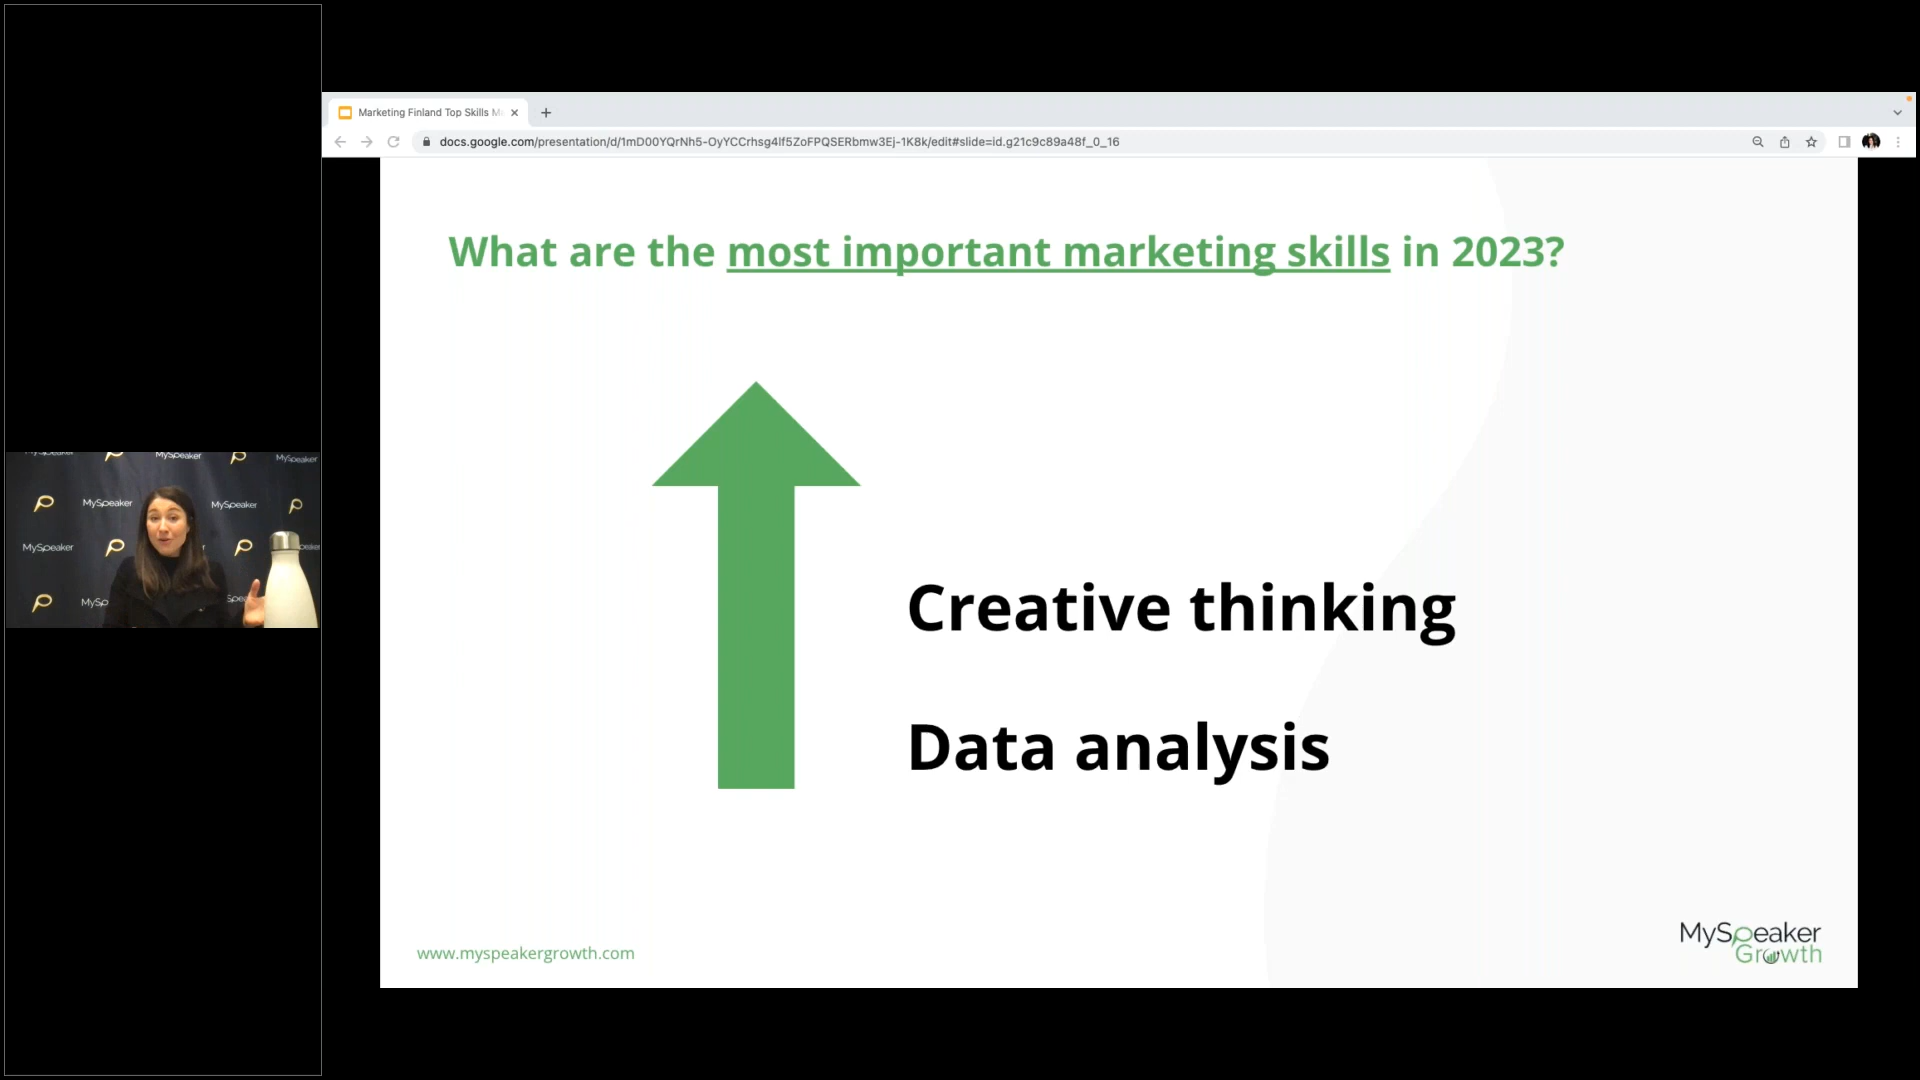 Marketing Finland Top Skills
docs.google.com/presentation/d/1mD00YQrNh5-OyYCCrhsg4lf5ZoFPQSERbmw3Ej-1K8k/edit#slide=id.g21c9c89a48f_0_16
What are the most important marketing skills in 2023?
Creative thinking
Data analysis
www.myspeakergrowth.com
MySpeaker
Growth
MySpeaker MySpeaker
MySpeaker MySpeaker
MySpeaker